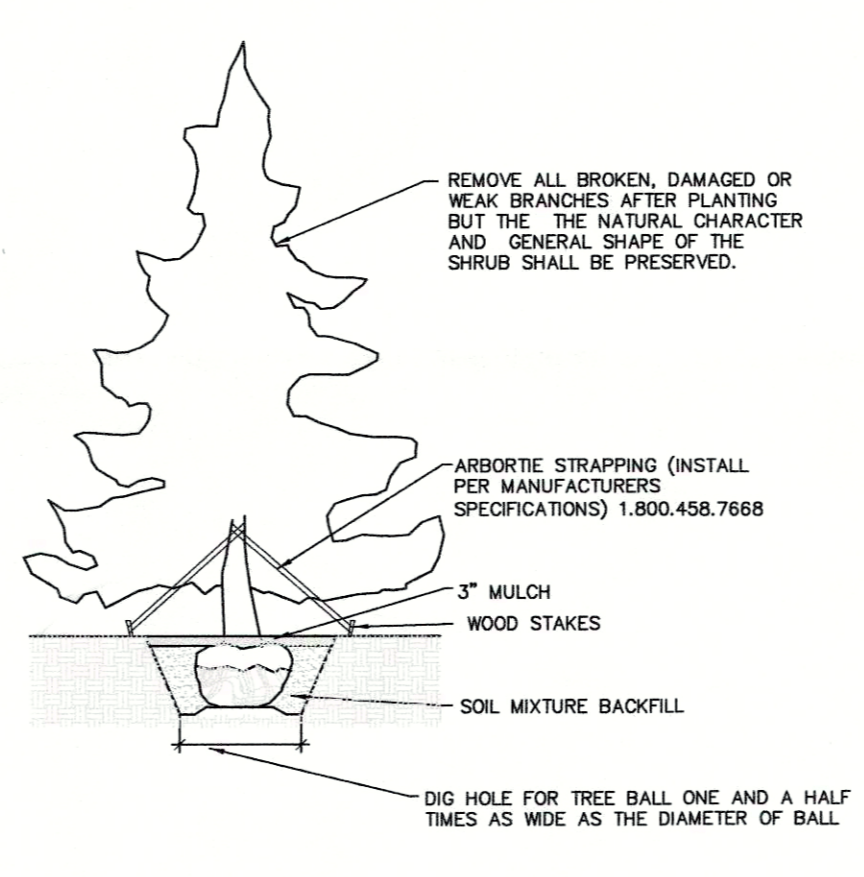 REMOVE ALL BROKEN, DAMAGED OR
WEAK BRANCHES AFTER PLANTING
BUT THE THE NATURAL CHARACTER
AND GENERAL SHAPE OF THE
SHRUB SHALL BE PRESERVED.
ARBORTIE STRAPPING (INSTALL
PER MANUFACTURERS
SPECIFICATIONS) 1.800.458.7668
3" MULCH
WOOD STAKES
SOIL MIXTURE BACKFILL
DIG HOLE FOR TREE BALL ONE AND A HALF
TIMES AS WIDE AS THE DIAMETER OF BALL